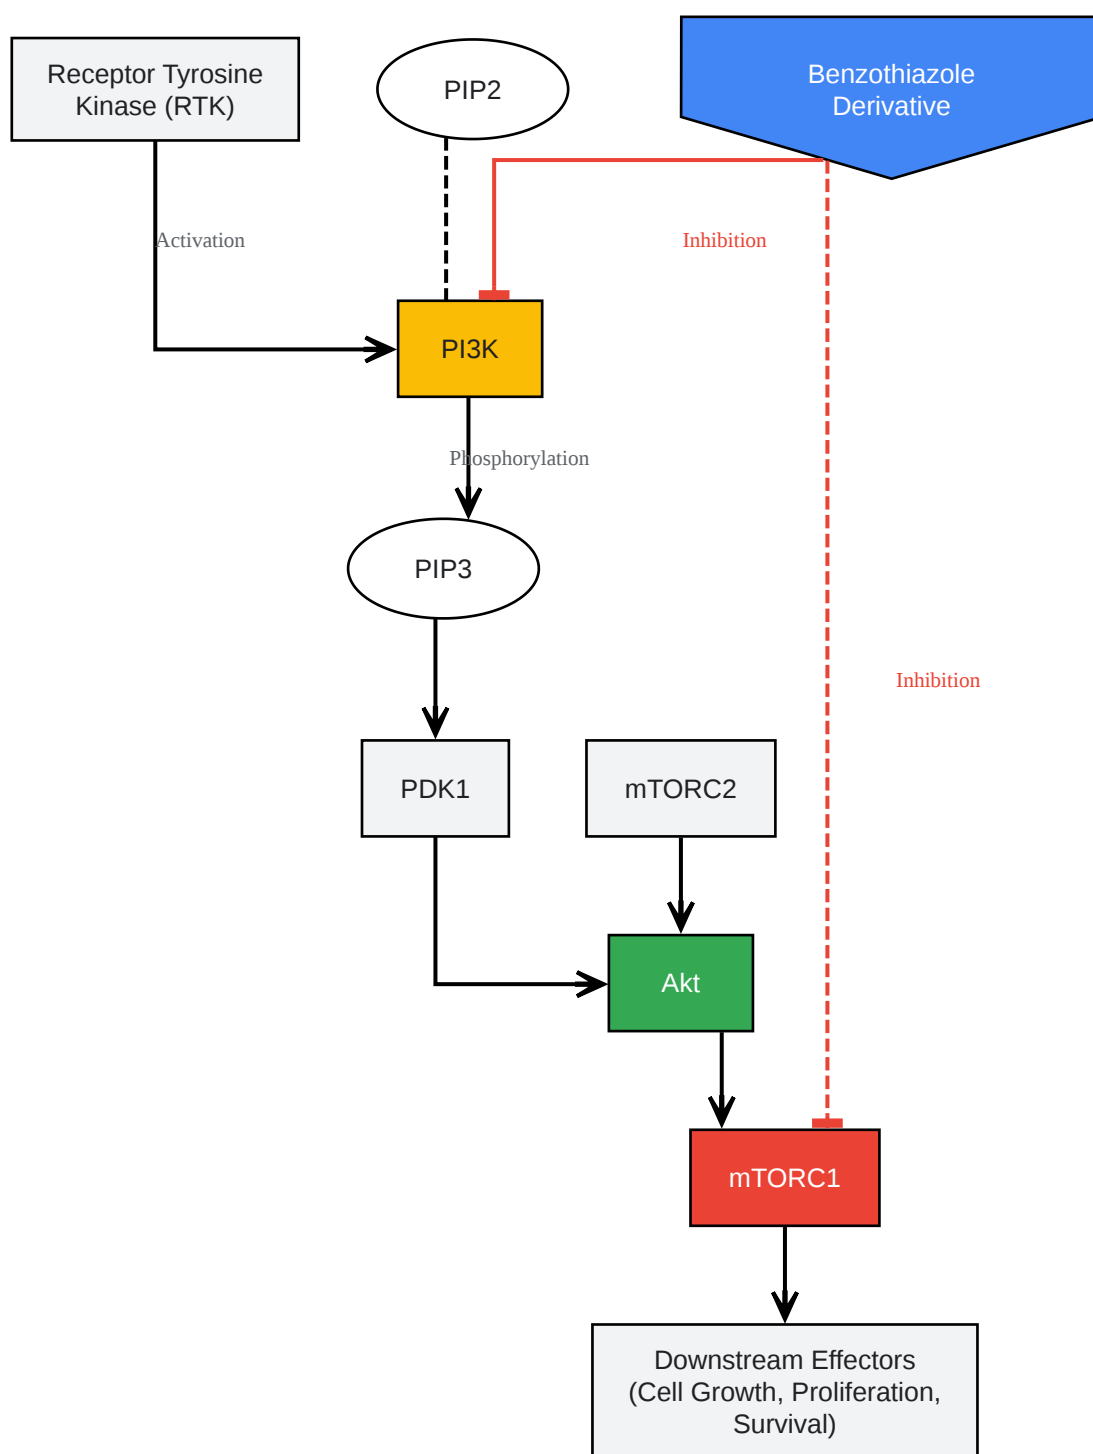 Receptor Tyrosine
Kinase (RTK)
PIP2
Benzothiazole
Derivative
Activation
Inhibition
PI3K
Phosphorylation
PIP3
Inhibition
PDK1
mTORC2
Akt
mTORC1
Downstream Effectors
(Cell Growth, Proliferation,
Survival)